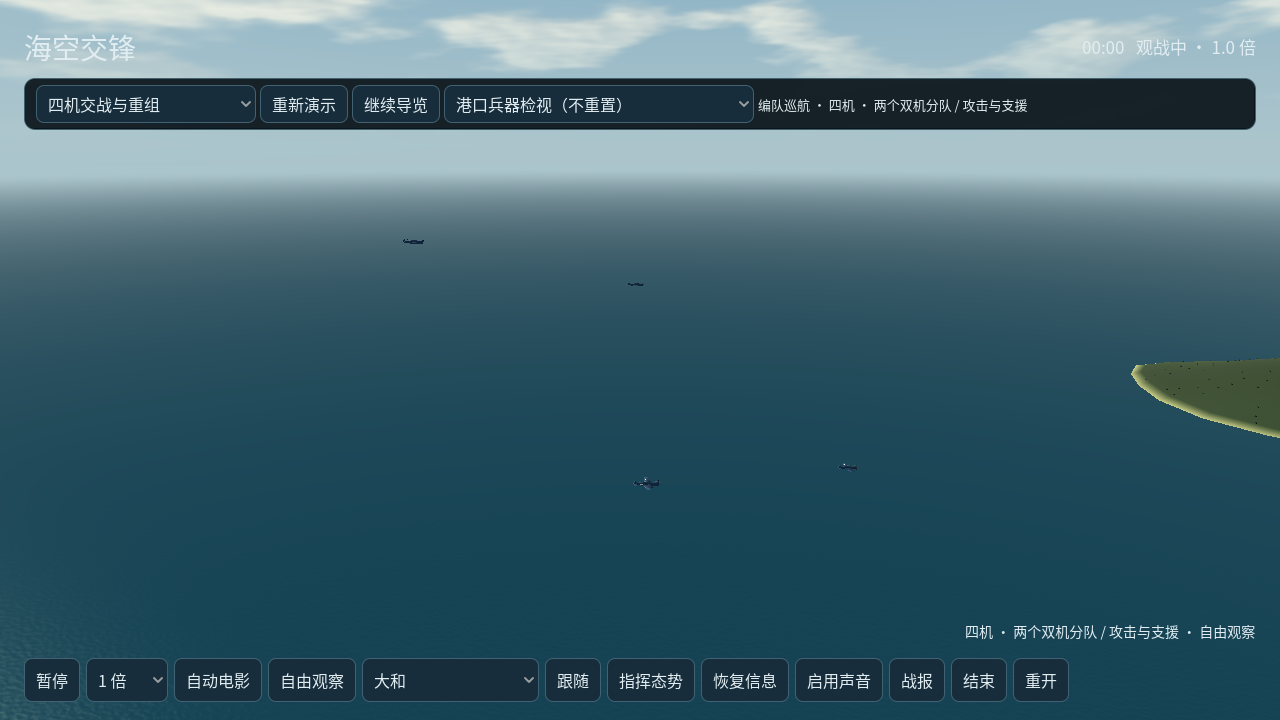 海空交锋
00:00 观战中 · 1.0 倍
四机交战与重组 重新演示 继续导览 港口兵器检视（不重置） 编队巡航 · 四机 · 两个双机分队 / 攻击与支援
四机 · 两个双机分队 / 攻击与支援 · 自由观察
暂停 1 倍 自动电影 自由观察 大和 跟随 指挥态势 恢复信息 启用声音 战报 结束 重开